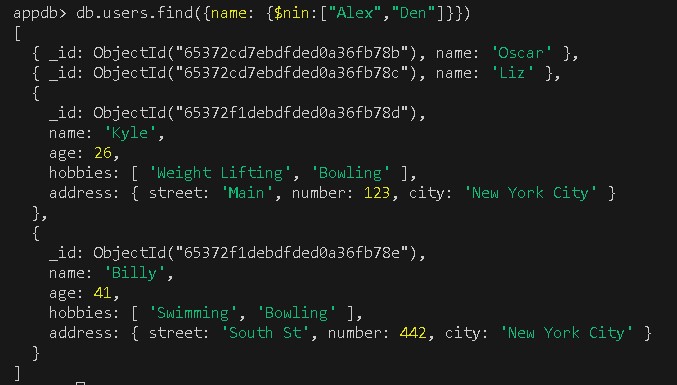 appdb> db.users.find({name: {$nin:["Alex","Den"]}})
[
  { _id: ObjectId("65372cd7ebdfded0a36fb78b"), name: 'Oscar' },
  { _id: ObjectId("65372cd7ebdfded0a36fb78c"), name: 'Liz' },
  {
    _id: ObjectId("65372f1debdfded0a36fb78d"),
    name: 'Kyle',
    age: 26,
    hobbies: [ 'Weight Lifting', 'Bowling' ],
    address: { street: 'Main', number: 123, city: 'New York City' }
  },
  {
    _id: ObjectId("65372f1debdfded0a36fb78e"),
    name: 'Billy',
    age: 41,
    hobbies: [ 'Swimming', 'Bowling' ],
    address: { street: 'South St', number: 442, city: 'New York City' }
  }
]